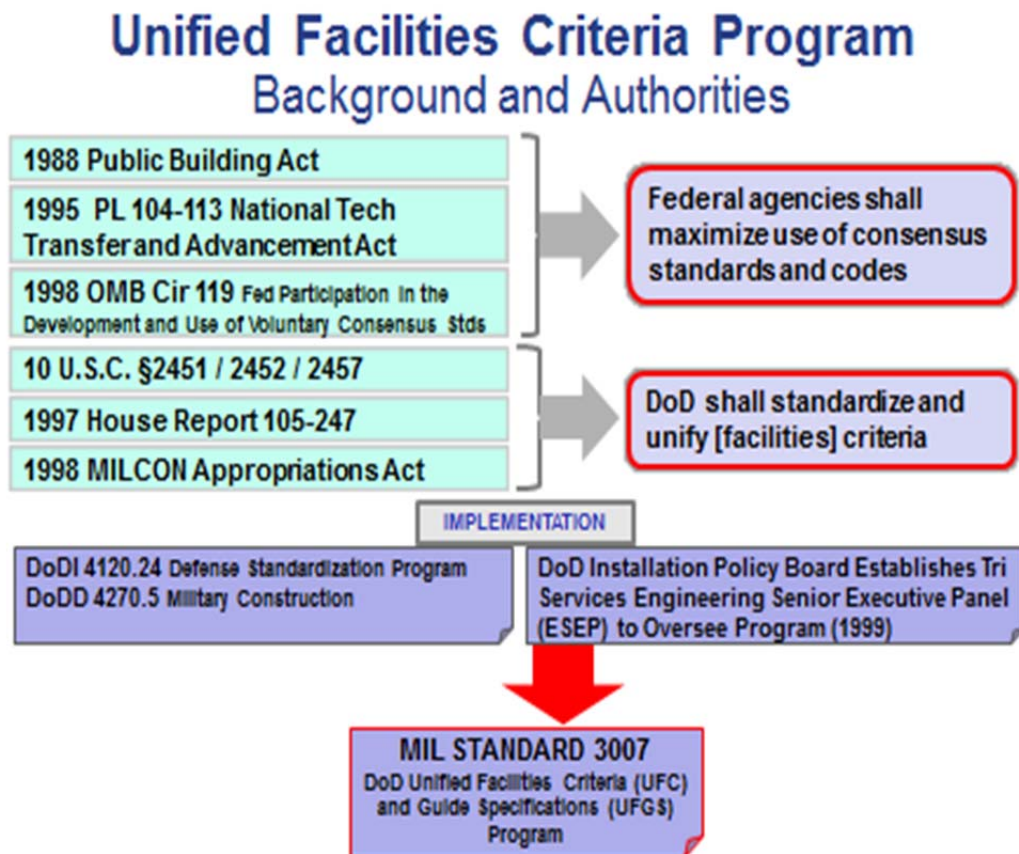 Unified Facilities Criteria Program
Background and Authorities
1988 Public Building Act
1995 PL 104-113 National Tech
Transfer and Advancement Act
1998 OMB Cir 119 Fed Participation in the
Development and Use of Voluntary Consensus Stds
10 U.S.C. §2451 / 2452 / 2457
1997 House Report 105-247
1998 MILCON Appropriations Act
Federal agencies shall
maximize use of consensus
standards and codes
DoD shall standardize and
unify [facilities] criteria
IMPLEMENTATION
DoDI 4120.24 Defense Standardization Program
DoDD 4270.5 Military Construction
DoD Installation Policy Board Establishes Tri
Services Engineering Senior Executive Panel
(ESEP) to Oversee Program (1999)
MIL STANDARD 3007
DoD Unified Facilities Criteria (UFC)
and Guide Specifications (UFGS)
Program